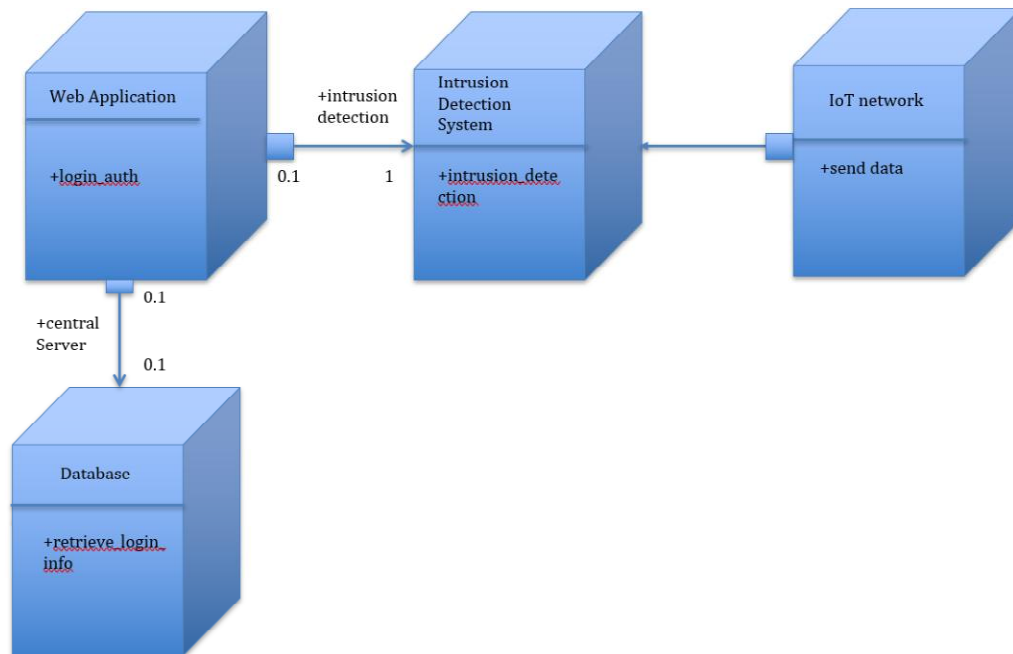 Web Application
+login_auth
+intrusion
detection
0.1
1
Intrusion
Detection
System
+intrusion_dete
ction
IoT network
+send data
0.1
+central
Server
0.1
Database
+retrieve_login_
info